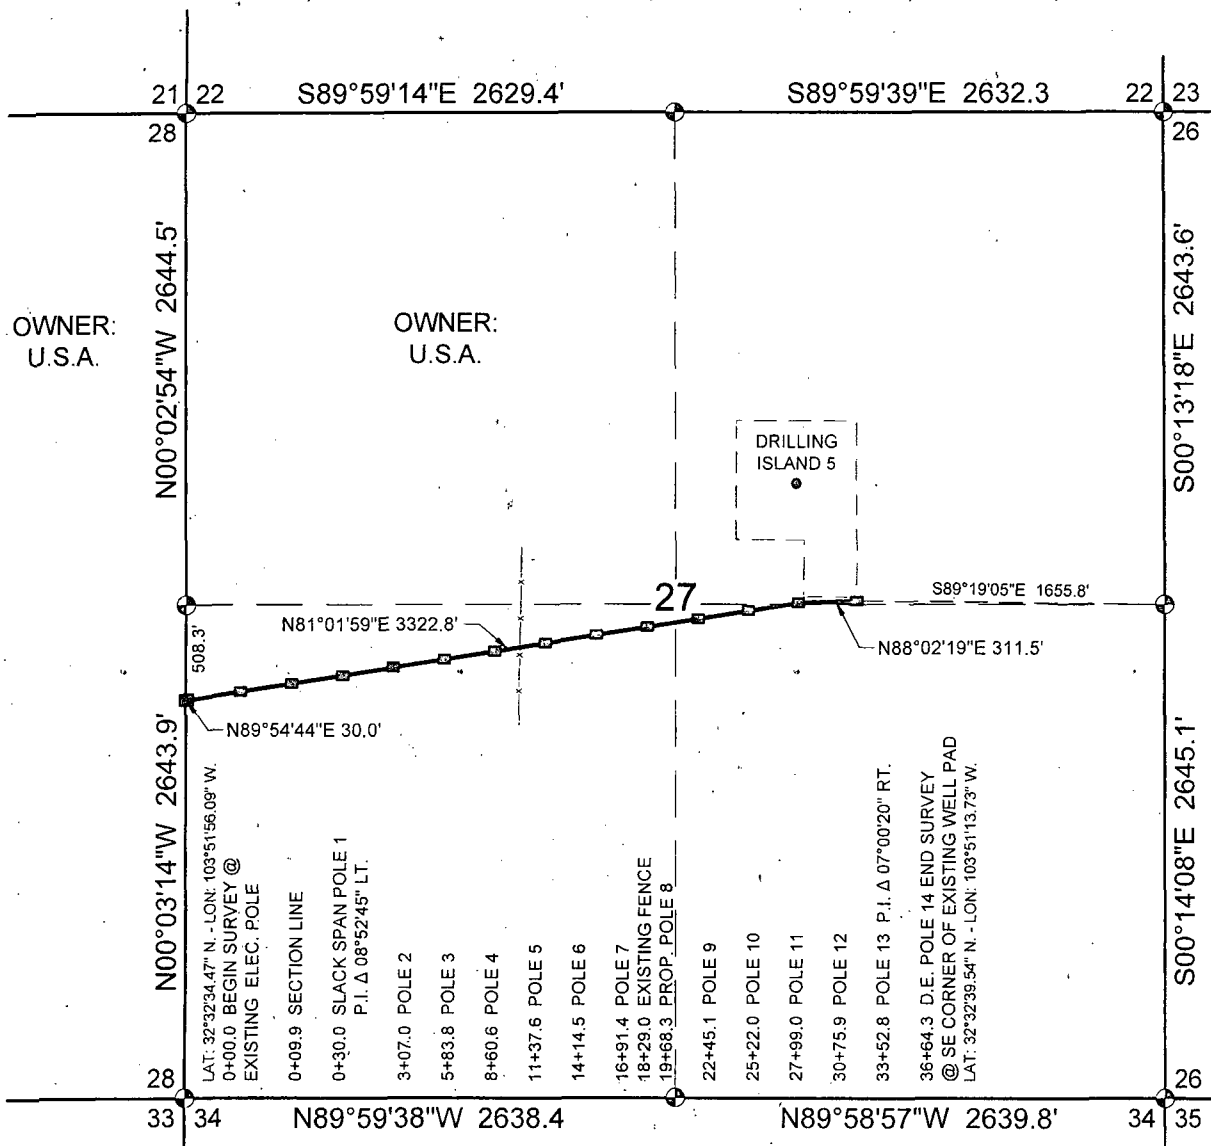 21 22
S89°59'14"E 2629.4'
S89°59'39"E 2632.3
22 23
28
26
N00°02'54"W 2644.5'
S00°13'18"E 2643.6'
OWNER:
U.S.A.
OWNER:
U.S.A.
DRILLING
ISLAND 5
27
S89°19'05"E 1655.8'
N81°01'59"E 3322.8'
N88°02'19"E 311.5'
508.3'
N89°54'44"E 30.0'
N00°03'14"W 2643.9'
S00°14'08"E 2645.1'
LAT: 32°32'34.47" N. - LON: 103°51'56.09" W.
0+00.0 BEGIN SURVEY @
EXISTING ELEC. POLE
0+09.9 SECTION LINE
0+30.0 SLACK SPAN POLE 1
P.I. Δ 08°52'45" LT.
3+07.0 POLE 2
5+83.8 POLE 3
8+60.6 POLE 4
11+37.6 POLE 5
14+14.5 POLE 6
16+91.4 POLE 7
18+29.0 EXISTING FENCE
19+68.3 PROP. POLE 8
22+45.1 POLE 9
25+22.0 POLE 10
27+99.0 POLE 11
30+75.9 POLE 12
33+52.8 POLE 13 P.I. Δ 07°00'20" RT.
36+64.3 D.E. POLE 14 END SURVEY
@ SE CORNER OF EXISTING WELL PAD
LAT: 32°32'39.54" N. - LON: 103°51'13.73" W.
28
26
33 34
N89°59'38"W 2638.4
N89°58'57"W 2639.8'
34 35